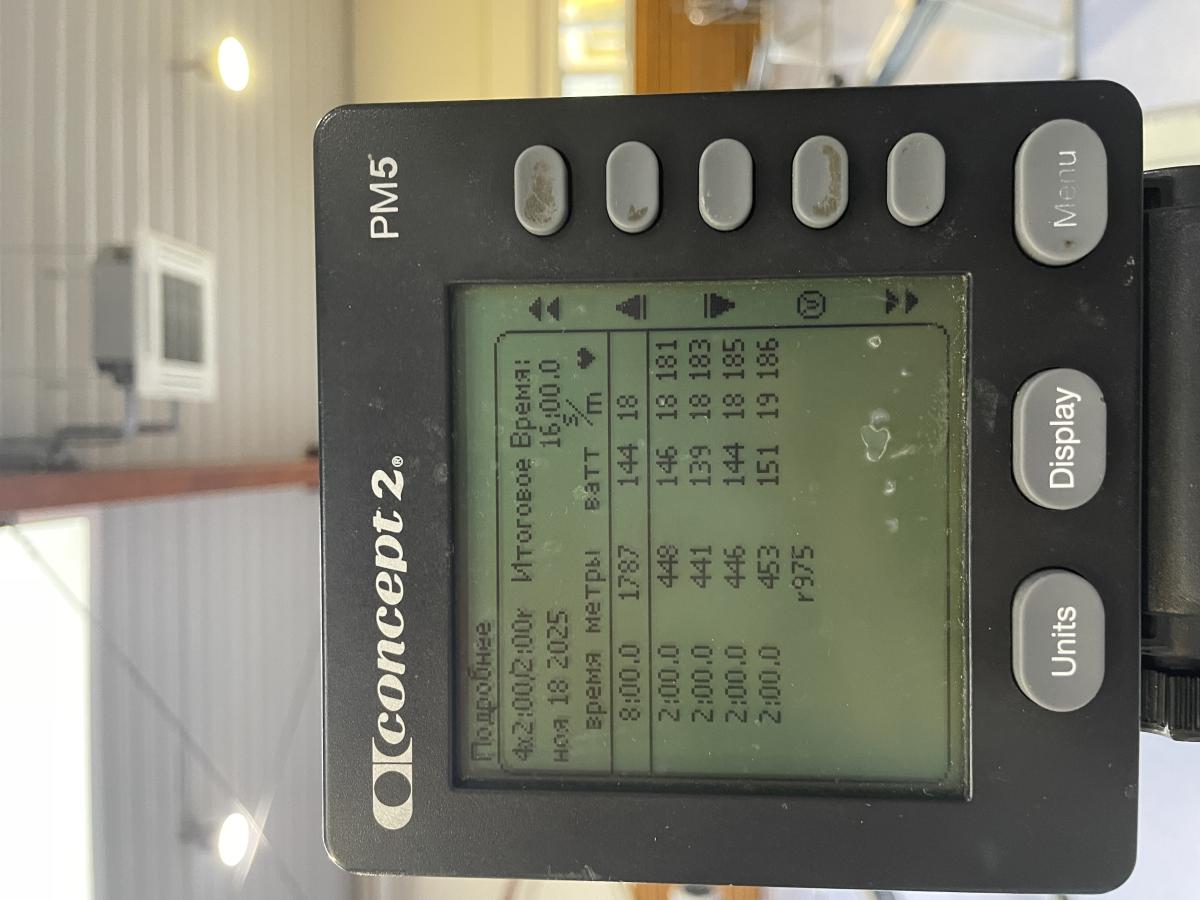 concept 2® PM5
Подробнее
4x2:00/2:00r Итоговое Время:
ноя 18 2025 16:00.0
время метры ватт s/m ♥
8:00.0 1787 144 18
2:00.0 448 146 18 181
2:00.0 441 139 18 183
2:00.0 446 144 18 185
2:00.0 453 151 19 186
r975
Units Display Menu